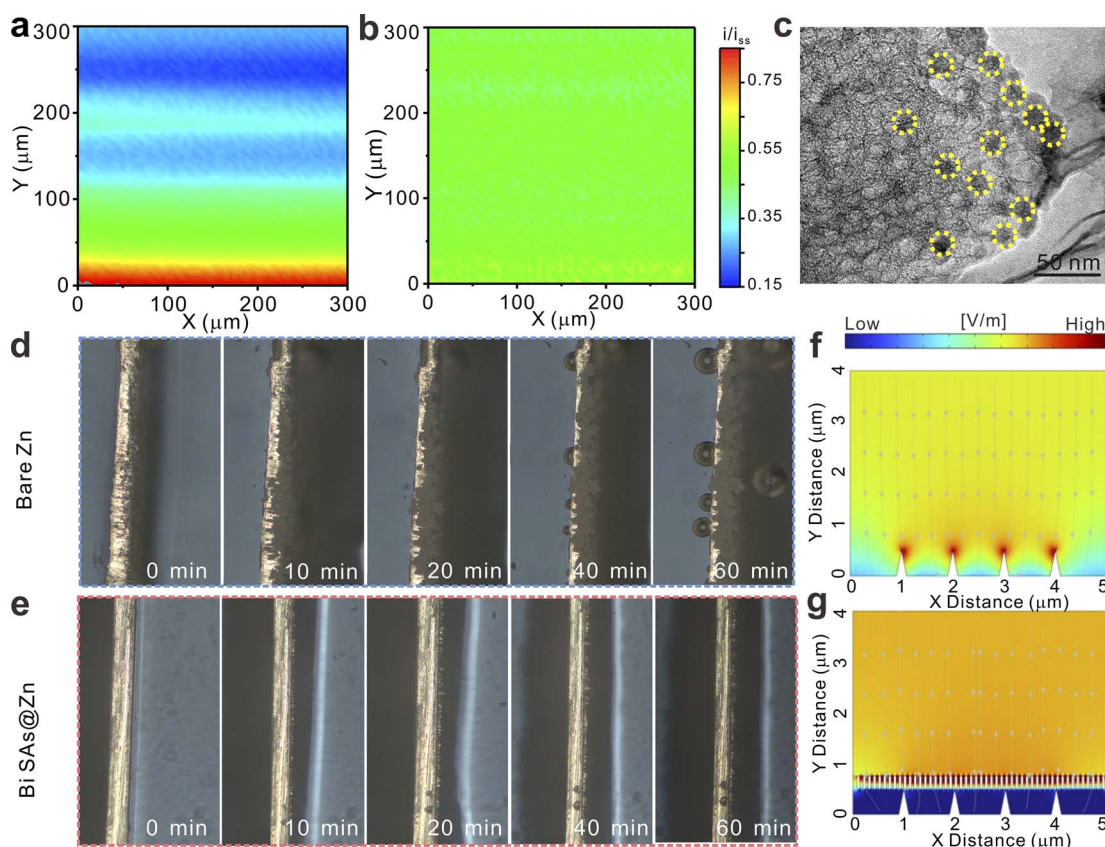 a
300
200
100
0
Y (μm)
0 100 200 300
X (μm)
b
300
200
100
0
Y (μm)
0 100 200 300
X (μm)
i/iss
0.75
0.55
0.35
0.15
c
50 nm
d
Bare Zn
0 min
10 min
20 min
40 min
60 min
e
Bi SAs@Zn
0 min
10 min
20 min
40 min
60 min
Low [V/m] High
f
4
3
2
1
0
Y Distance (μm)
0 1 2 3 4 5
X Distance (μm)
g
4
3
2
1
0
Y Distance (μm)
0 1 2 3 4 5
X Distance (μm)